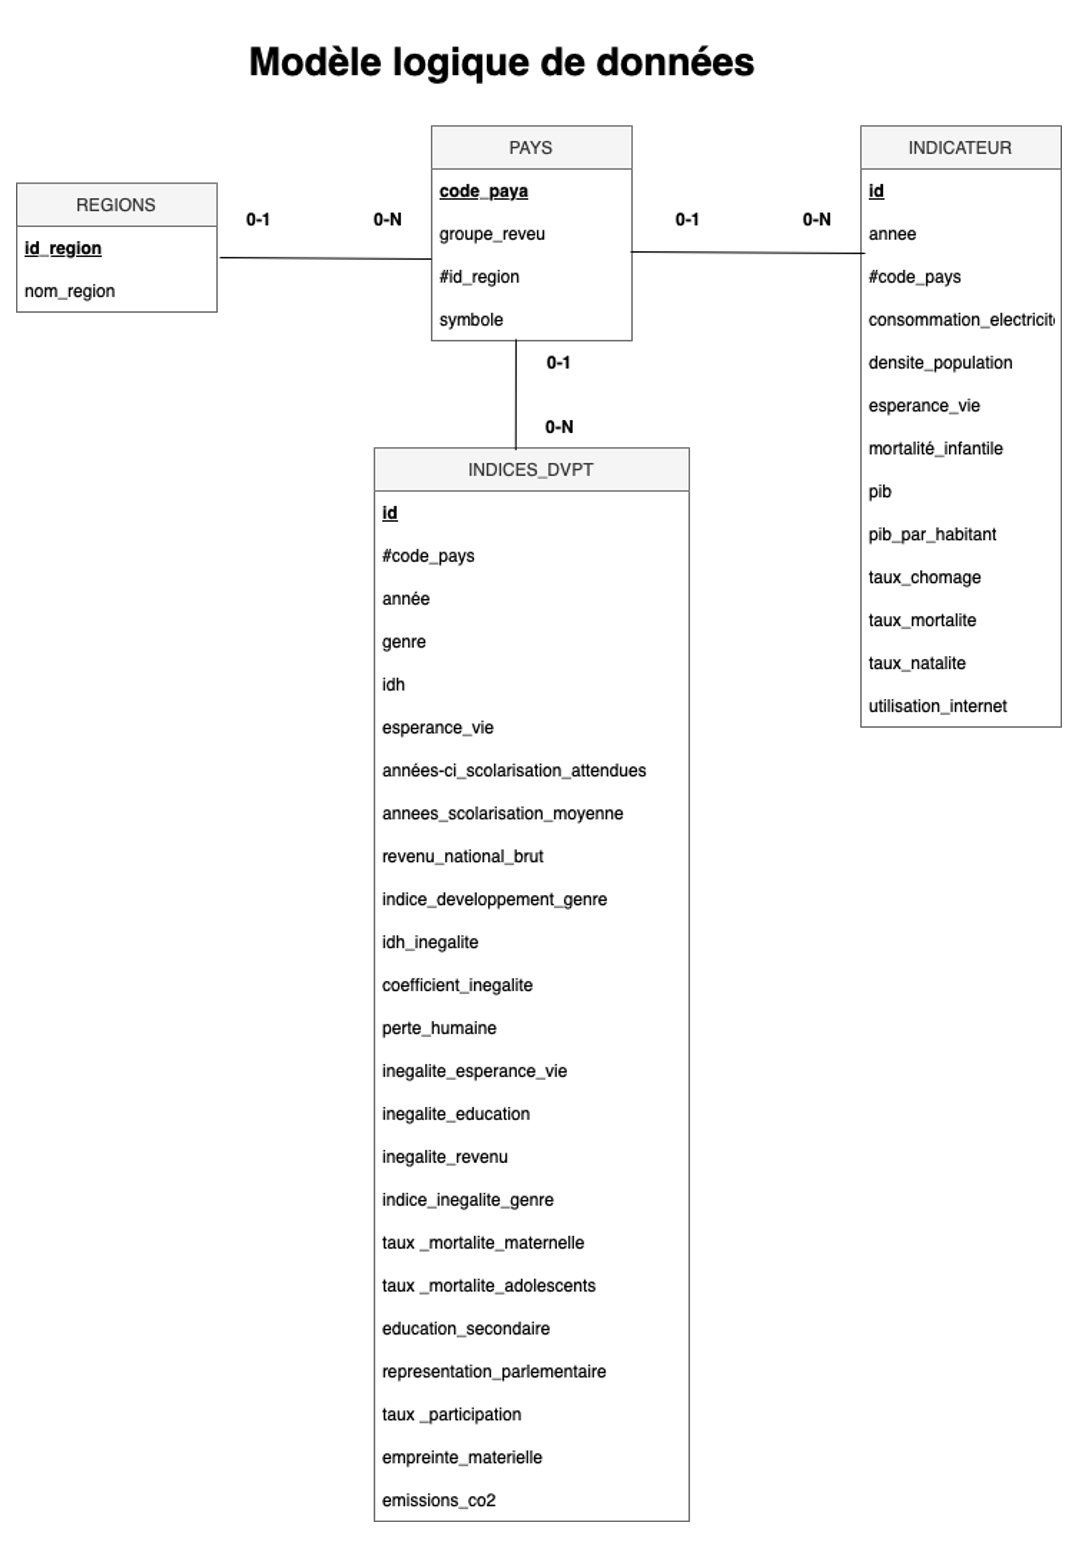 Modèle logique de données
REGIONS
id_region
nom_region
0-1
0-N
PAYS
code_paya
groupe_reveu
#id_region
symbole
0-1
0-N
INDICATEUR
id
annee
#code_pays
consommation_electricit
densite_population
esperance_vie
mortalité_infantile
pib
pib_par_habitant
taux_chomage
taux_mortalite
taux_natalite
utilisation_internet
0-1
0-N
INDICES_DVPT
id
#code_pays
année
genre
idh
esperance_vie
années-ci_scolarisation_attendues
annees_scolarisation_moyenne
revenu_national_brut
indice_developpement_genre
idh_inegalite
coefficient_inegalite
perte_humaine
inegalite_esperance_vie
inegalite_education
inegalite_revenu
indice_inegalite_genre
taux _mortalite_maternelle
taux _mortalite_adolescents
education_secondaire
representation_parlementaire
taux _participation
empreinte_materielle
emissions_co2